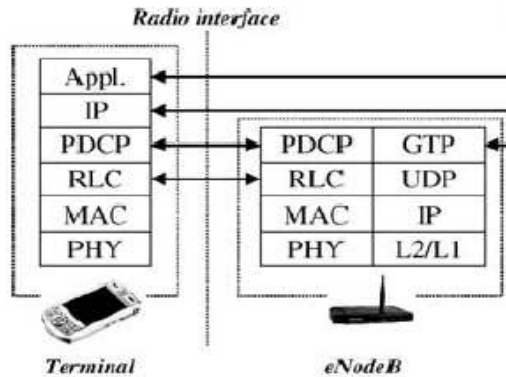 Radio interface
Appl.
IP
PDCP
RLC
MAC
PHY
PDCP GTP
RLC UDP
MAC IP
PHY L2/L1
Terminal
eNodeB